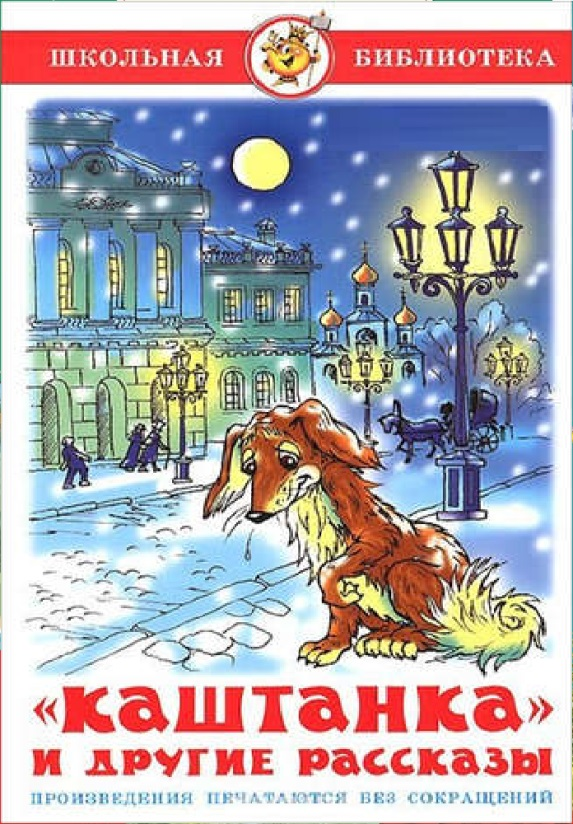 ШКОЛЬНАЯ БИБЛИОТЕКА
«КАШТАНКА»
И ДРУГИЕ РАССКАЗЫ
ПРОИЗВЕДЕНИЯ ПЕЧАТАЮТСЯ БЕЗ СОКРАЩЕНИЙ